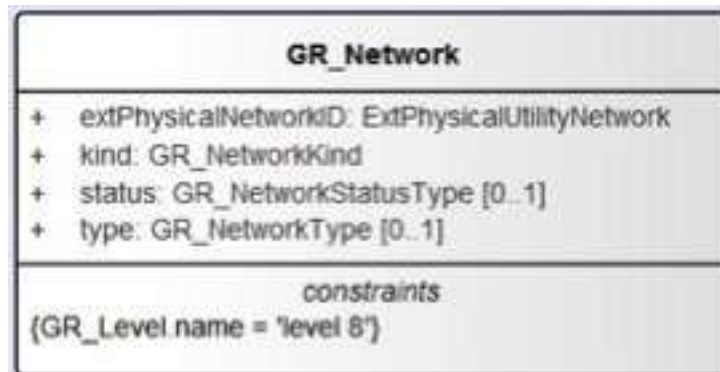 GR_Network
+ extPhysicalNetworkID: ExtPhysicalUtilityNetwork
+ kind: GR_NetworkKind
+ status: GR_NetworkStatusType [0..1]
+ type: GR_NetworkType [0..1]
constraints
{GR_Level.name = 'level 8'}